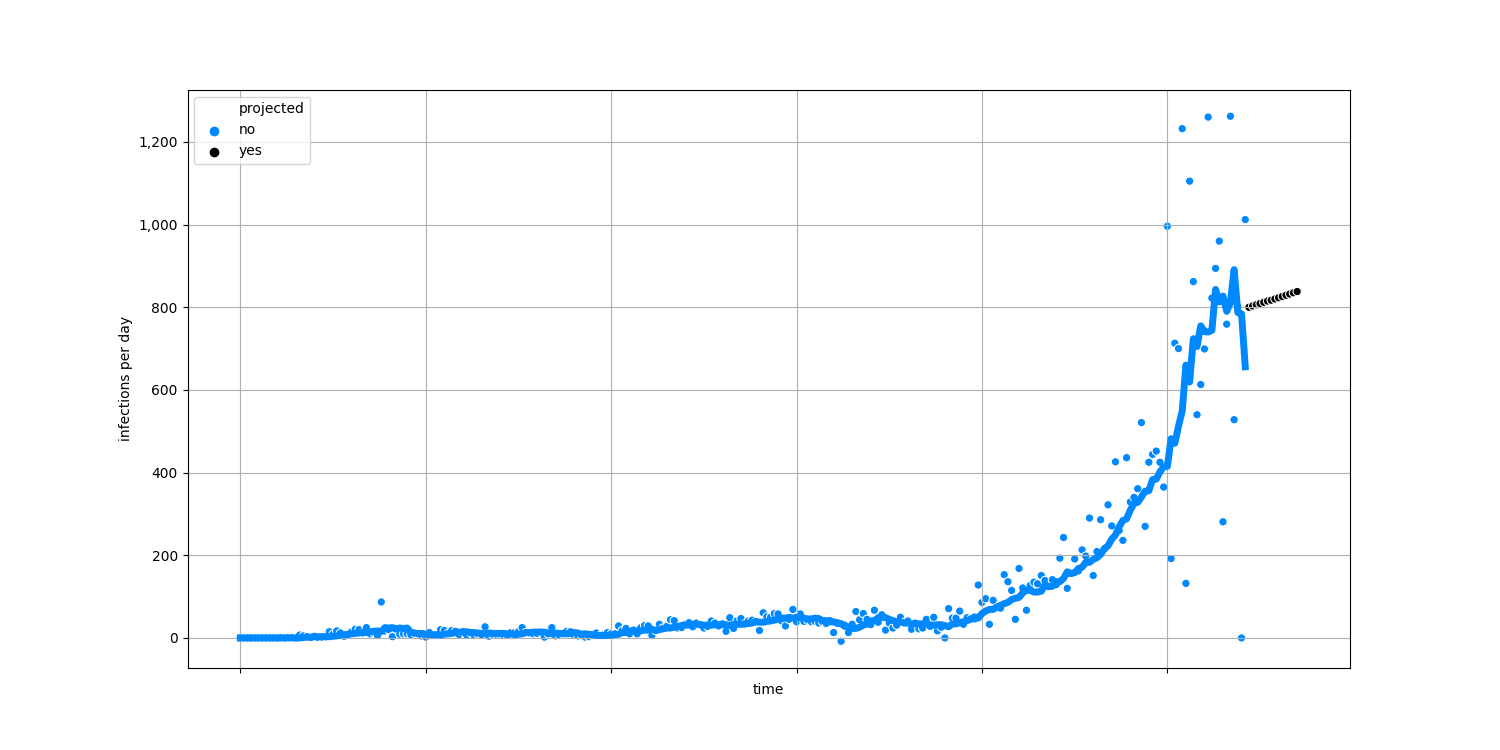 projected
no
yes
1,200
1,000
800
600
400
200
0
infections per day
time